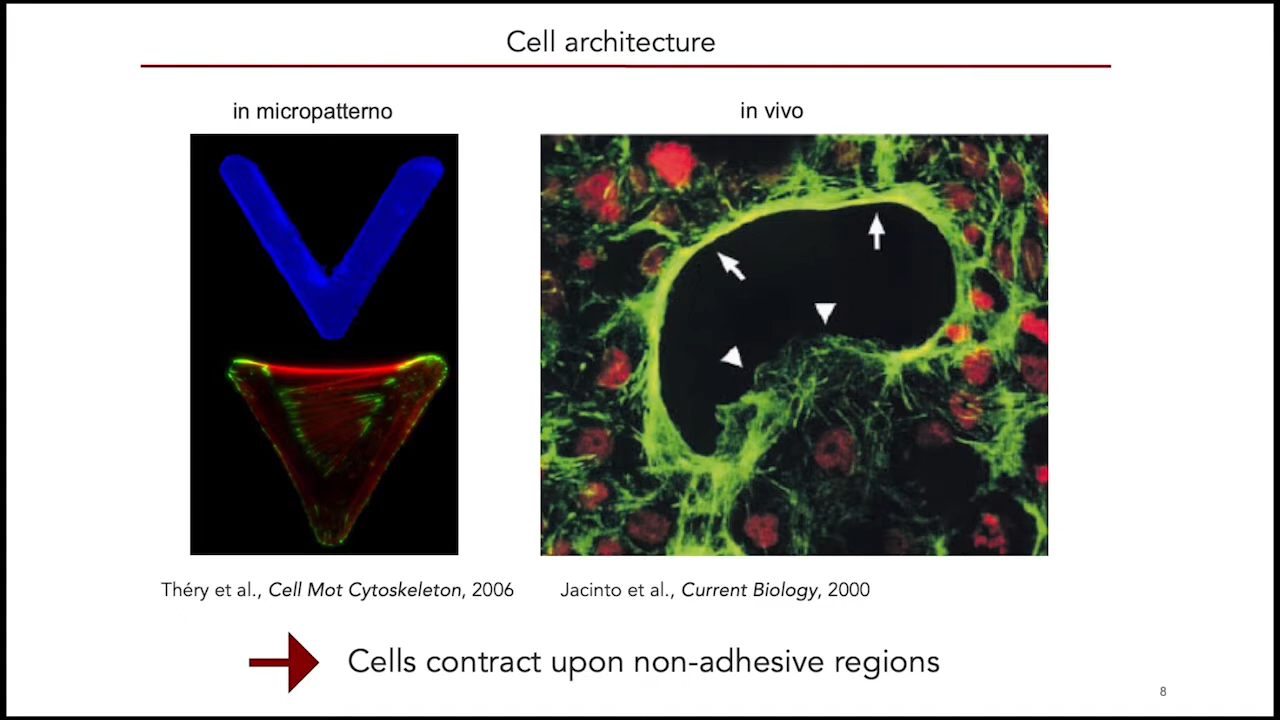 Cell architecture
in micropatterno
in vivo
Théry et al., Cell Mot Cytoskeleton, 2006
Jacinto et al., Current Biology, 2000
Cells contract upon non-adhesive regions
8